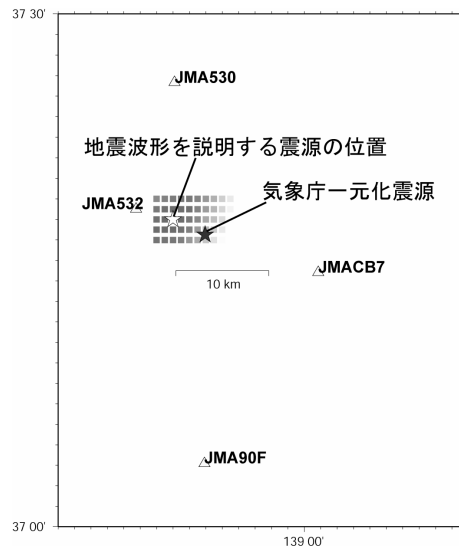 37 30'
JMA530
地震波形を説明する震源の位置
気象庁一元化震源
JMA532
JMACB7
10 km
JMA90F
37 00'
139 00'